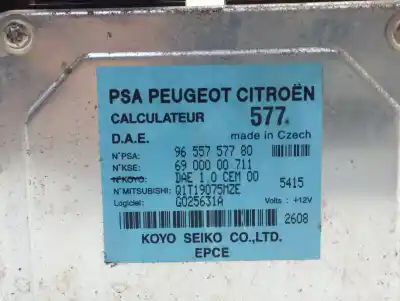 PSA PEUGEOT CITROËN
CALCULATEUR 577.
D.A.E. made in Czech
N°PSA: 96 557 577 80
N°KSE: 69 000 00 711
N°KOYO: DAE 1.0 CEM 00 5415
N°MITSUBISHI: Q1T19075MZE
Logiciel: G025631A Volts : +12V
2608
KOYO SEIKO CO.,LTD.
EPCE